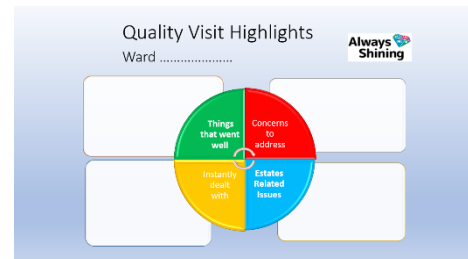 Quality Visit Highlights
Ward ...................
Always
Shining
Things
that went
well
Concerns
to
address
Instantly
dealt
with
Estates
Related
Issues